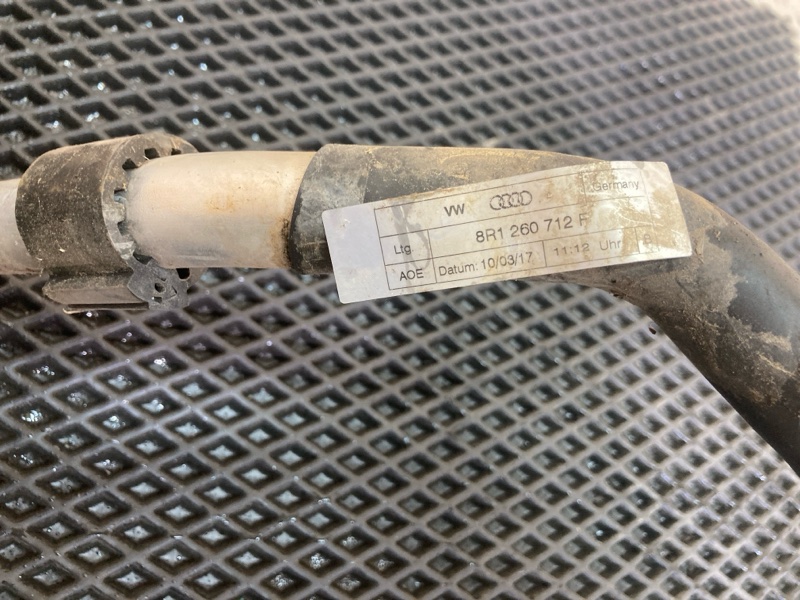 VW Germany
Ltg. 8R1 260 712 F
AOE Datum: 10/03/17 11:12 Uhr